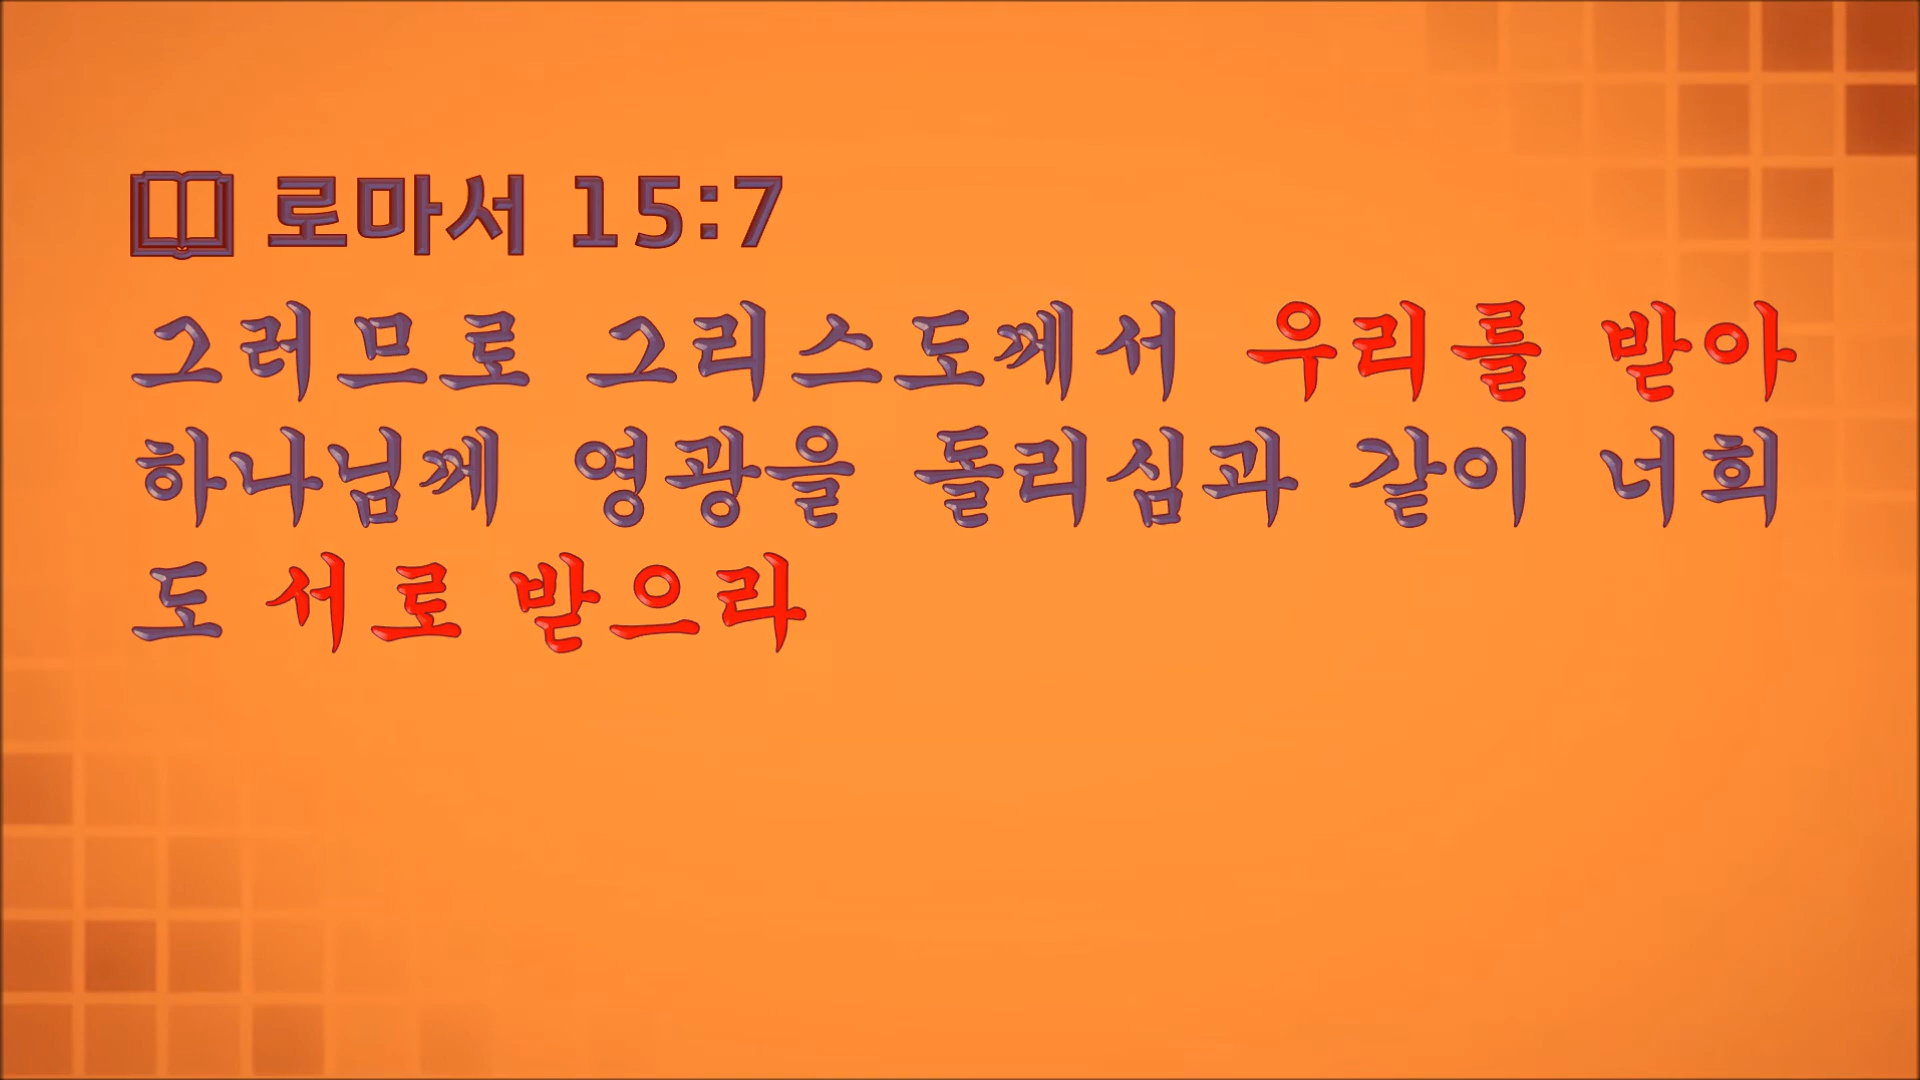 로마서 15:7
그러므로 그리스도께서 우리를 받아
하나님께 영광을 돌리심과 같이 너희
도 서로 받으라